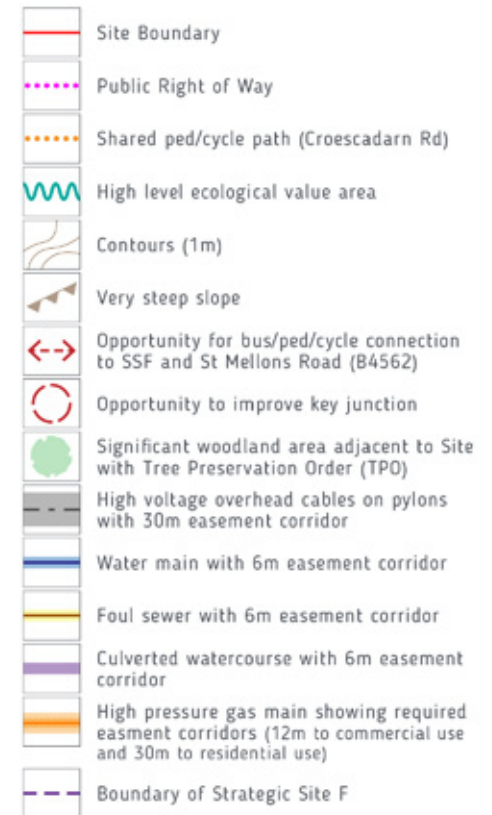 Site Boundary
Public Right of Way
Shared ped/cycle path (Croescadarn Rd)
High level ecological value area
Contours (1m)
Very steep slope
Opportunity for bus/ped/cycle connection
to SSF and St Mellons Road (B4562)
Opportunity to improve key junction
Significant woodland area adjacent to Site
with Tree Preservation Order (TPO)
High voltage overhead cables on pylons
with 30m easement corridor
Water main with 6m easement corridor
Foul sewer with 6m easement corridor
Culverted watercourse with 6m easement
corridor
High pressure gas main showing required
easment corridors (12m to commercial use
and 30m to residential use)
Boundary of Strategic Site F